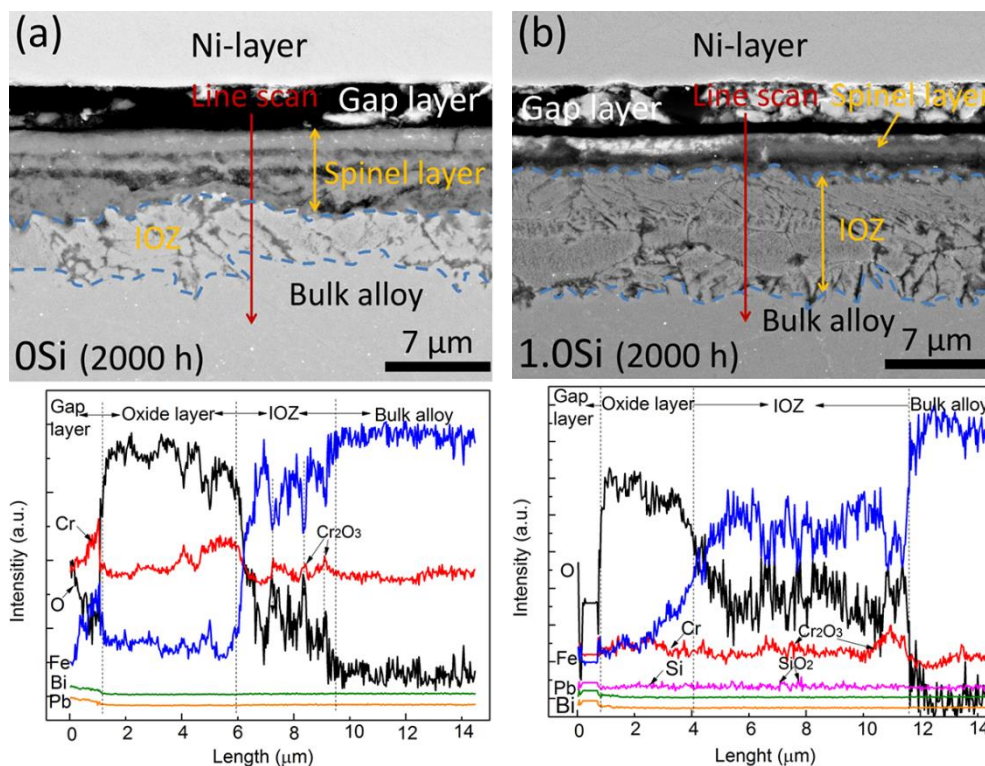 (a)
Ni-layer
Line scan
Gap layer
Spinel layer
IOZ
Bulk alloy
0Si (2000 h)
7 μm
(b)
Ni-layer
Gap layer
Line scan
Spinel layer
IOZ
Bulk alloy
1.0Si (2000 h)
7 μm
Gap layer
Oxide layer
IOZ
Bulk alloy
Cr
Cr₂O₃
O
Fe
Bi
Pb
Intensitiy (a.u.)
0 2 4 6 8 10 12 14
Length (μm)
Gap layer
Oxide layer
IOZ
Bulk alloy
O
Cr
Cr₂O₃
Fe
Si
SiO₂
Pb
Bi
Intensity (a.u.)
0 2 4 6 8 10 12 14
Lenght (μm)